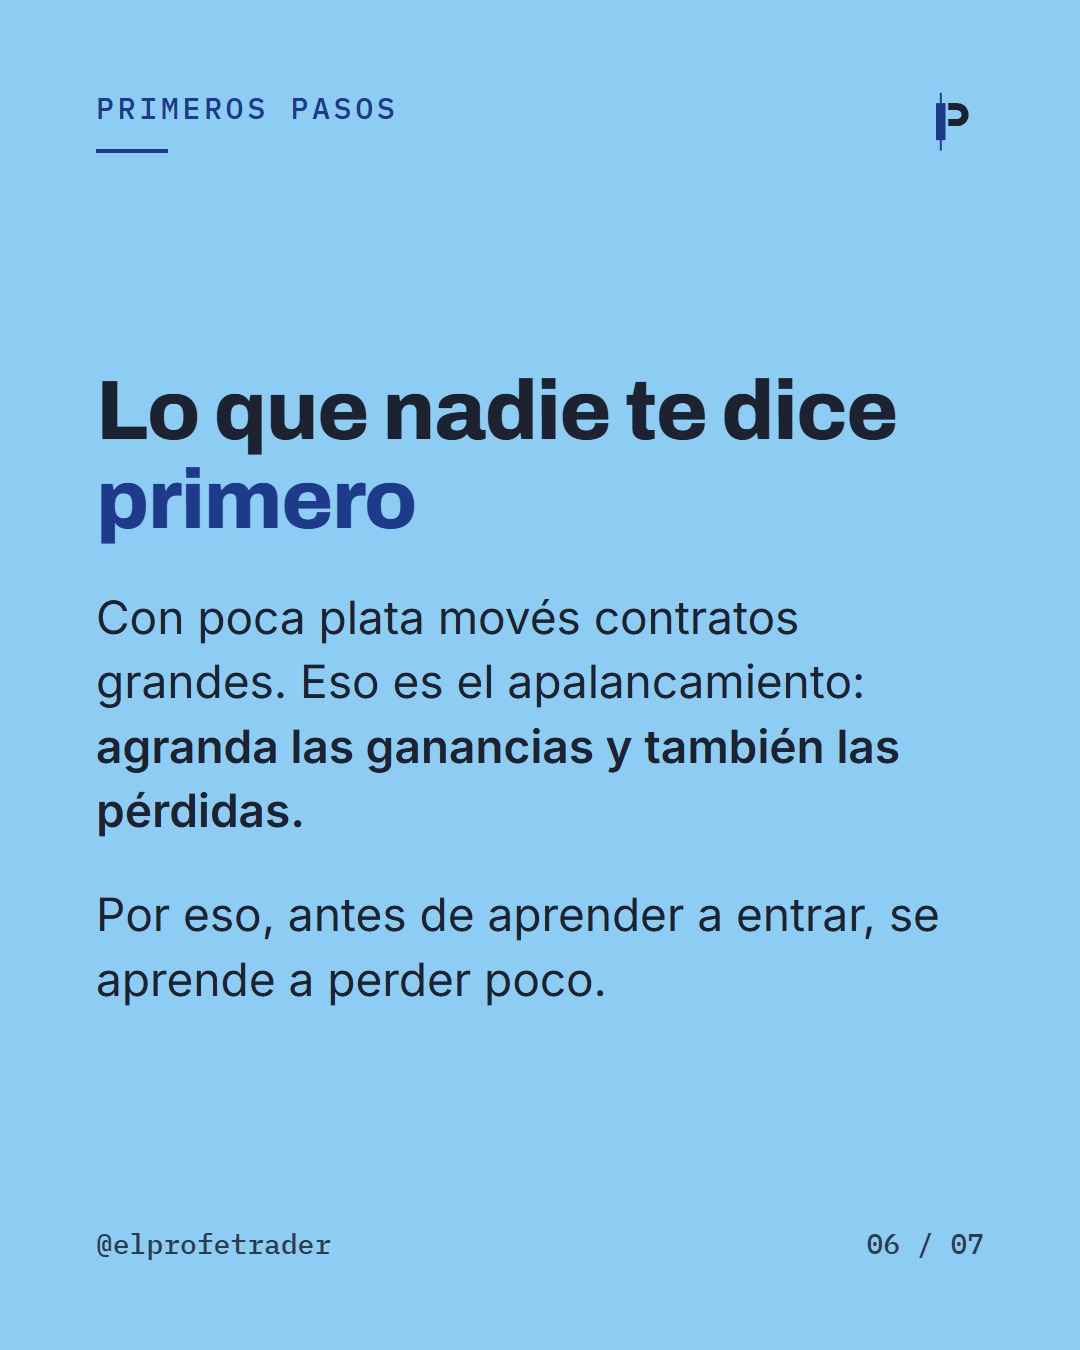 PRIMEROS PASOS
Lo que nadie te dice
primero
Con poca plata movés contratos
grandes. Eso es el apalancamiento:
agranda las ganancias y también las
pérdidas.
Por eso, antes de aprender a entrar, se
aprende a perder poco.
@elprofetrader
06 / 07